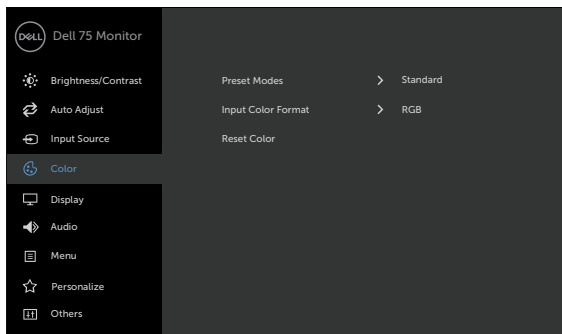 DELL Dell 75 Monitor
Brightness/Contrast Preset Modes Standard
Auto Adjust Input Color Format RGB
Input Source Reset Color
Color
Display
Audio
Menu
Personalize
Others